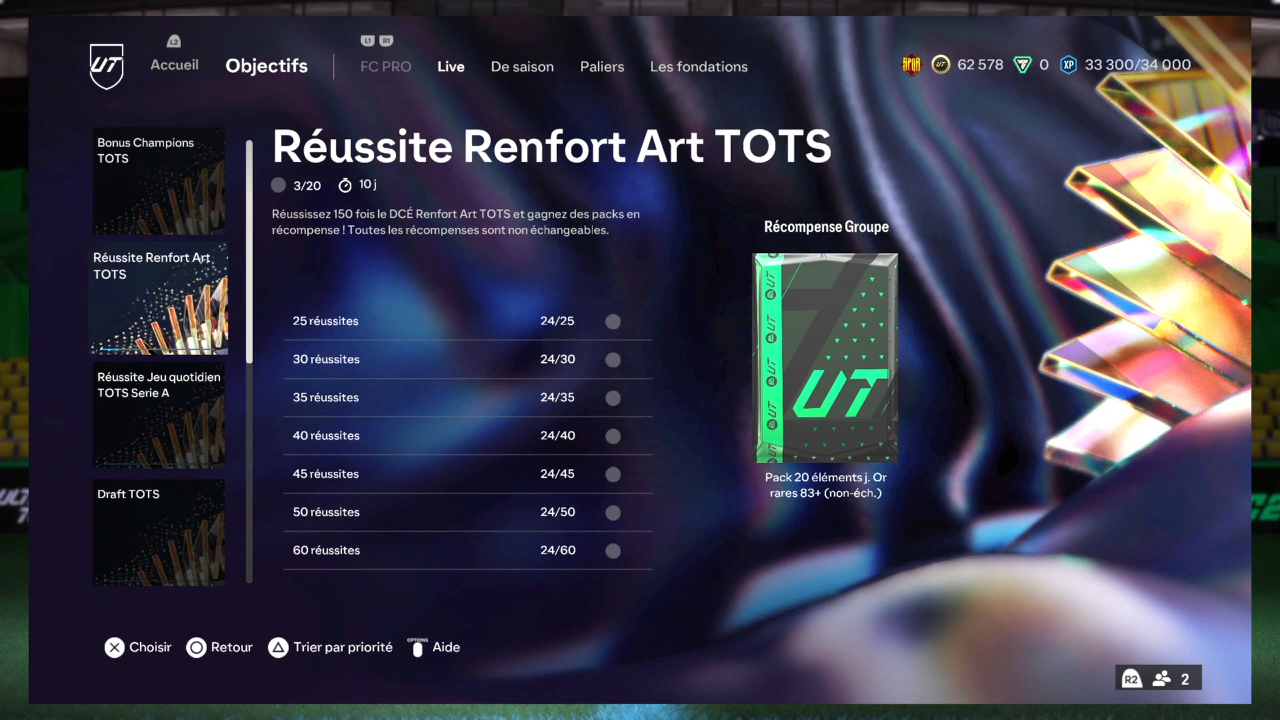 L2
L1 R1
UT
Accueil
Objectifs
FC PRO
Live
De saison
Paliers
Les fondations
62 578
0
XP
33 300/34 000
Bonus Champions
TOTS
Réussite Renfort Art
TOTS
Réussite Jeu quotidien
TOTS Serie A
Draft TOTS
Réussite Renfort Art TOTS
3/20
10 j
Réussissez 150 fois le DCÉ Renfort Art TOTS et gagnez des packs en
récompense ! Toutes les récompenses sont non échangeables.
25 réussites 24/25
30 réussites 24/30
35 réussites 24/35
40 réussites 24/40
45 réussites 24/45
50 réussites 24/50
60 réussites 24/60
Récompense Groupe
UT
Pack 20 éléments j. Or
rares 83+ (non-éch.)
Choisir
Retour
Trier par priorité
OPTIONS
Aide
R2
2